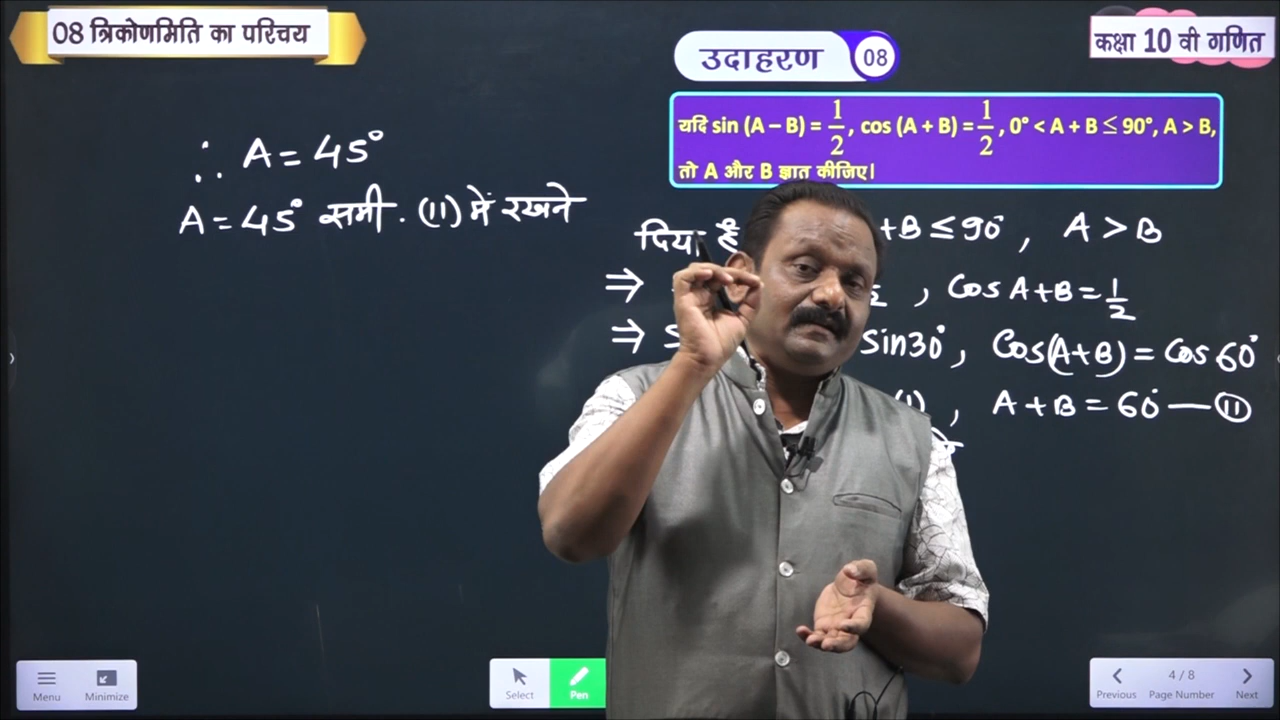 08 त्रिकोणमिति का परिचय
कक्षा 10 वी गणित
उदाहरण 08
यदि sin (A – B) = 1/2, cos (A + B) = 1/2, 0° < A + B ≤ 90°, A > B,
तो A और B ज्ञात कीजिए।
∴ A = 45°
A = 45° समी. (II) में रखने
दिया है +B ≤ 90°, A > B
⇒ , Cos A+B = 1/2
⇒ S Sin30°, Cos(A+B) = Cos 60°
(I), A+B = 60° — (II)
Menu
Minimize
Select
Pen
Previous
4 / 8
Page Number
Next